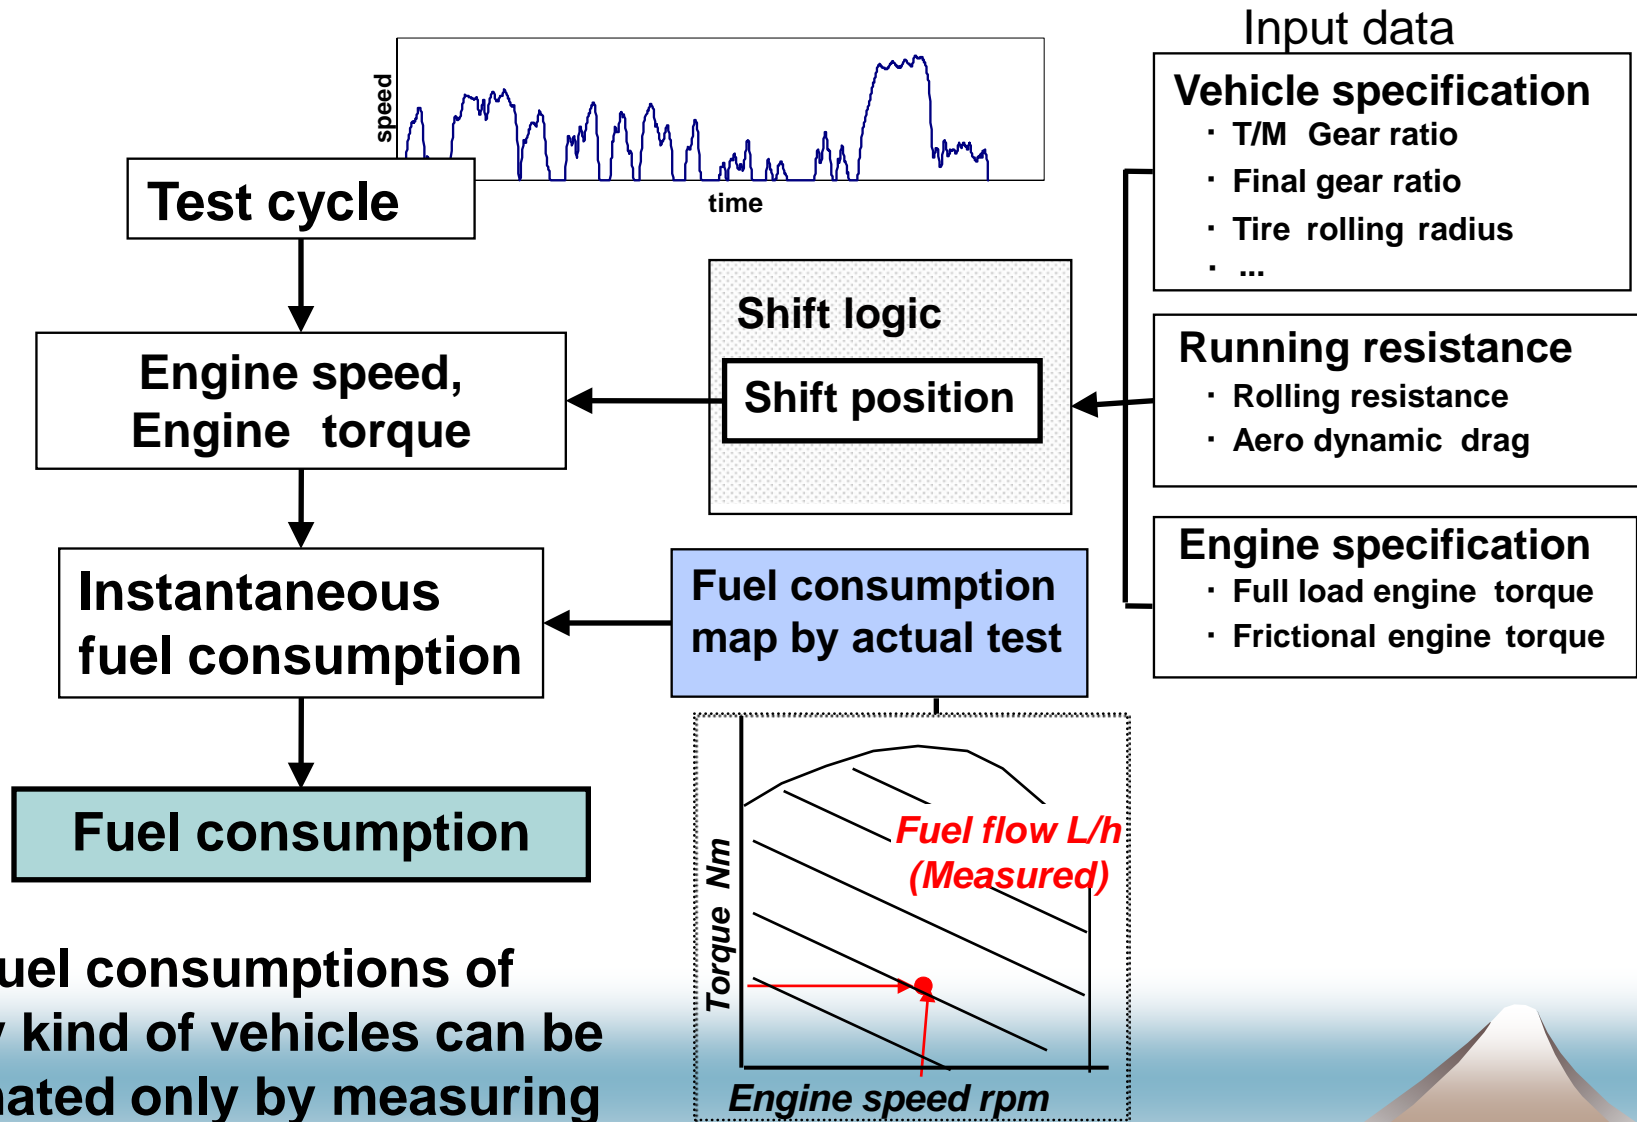 Input data
speed
time
Test cycle
Engine speed,
Engine torque
Instantaneous
fuel consumption
Fuel consumption
Shift logic
Shift position
Fuel consumption
map by actual test
Vehicle specification
・ T/M Gear ratio
・ Final gear ratio
・ Tire rolling radius
・ ...
Running resistance
・ Rolling resistance
・ Aero dynamic drag
Engine specification
・ Full load engine torque
・ Frictional engine torque
Torque Nm
Fuel flow L/h
(Measured)
Engine speed rpm
consumptions of
kind of vehicles can be
only by measuring